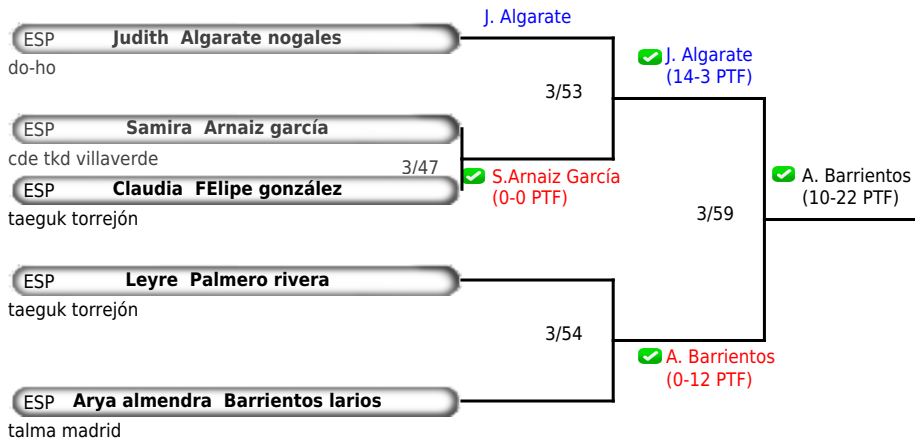 J. Algarate
ESP Judith Algarate nogales
do-ho
J. Algarate
(14-3 PTF)
3/53
ESP Samira Arnaiz garcía
cde tkd villaverde
3/47
S.Arnaiz García
(0-0 PTF)
ESP Claudia FElipe gonzález
taeguk torrejón
A. Barrientos
(10-22 PTF)
3/59
ESP Leyre Palmero rivera
taeguk torrejón
3/54
A. Barrientos
(0-12 PTF)
ESP Arya almendra Barrientos larios
talma madrid